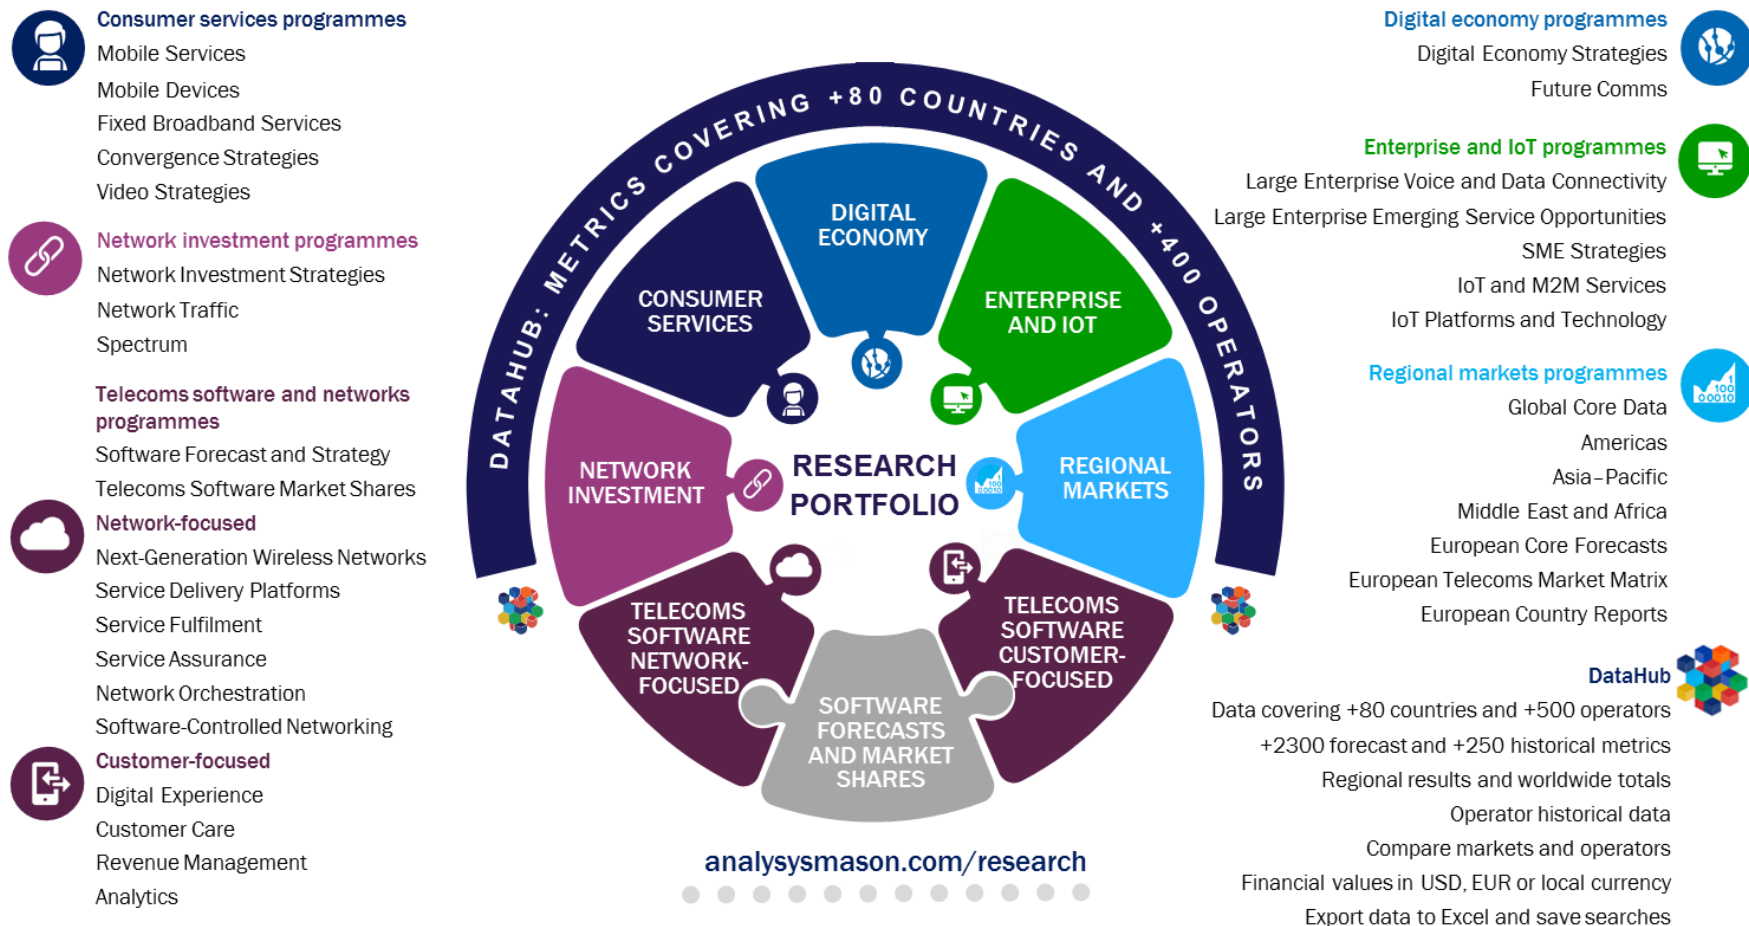 Consumer services programmes
Mobile Services
Mobile Devices
Fixed Broadband Services
Convergence Strategies
Video Strategies
Network investment programmes
Network Investment Strategies
Network Traffic
Spectrum
Telecoms software and networks
programmes
Software Forecast and Strategy
Telecoms Software Market Shares
Network-focused
Next-Generation Wireless Networks
Service Delivery Platforms
Service Fulfilment
Service Assurance
Network Orchestration
Software-Controlled Networking
Customer-focused
Digital Experience
Customer Care
Revenue Management
Analytics
DATAHUB: METRICS COVERING +80 COUNTRIES AND +400 OPERATORS
DIGITAL
ECONOMY
CONSUMER
SERVICES
ENTERPRISE
AND IOT
NETWORK
INVESTMENT
RESEARCH
PORTFOLIO
REGIONAL
MARKETS
1
100
00010
100
00010
TELECOMS
SOFTWARE
NETWORK-
FOCUSED
TELECOMS
SOFTWARE
CUSTOMER-
FOCUSED
SOFTWARE
FORECASTS
AND MARKET
SHARES
analysysmason.com/research
Digital economy programmes
Digital Economy Strategies
Future Comms
Enterprise and IoT programmes
Large Enterprise Voice and Data Connectivity
Large Enterprise Emerging Service Opportunities
SME Strategies
IoT and M2M Services
IoT Platforms and Technology
Regional markets programmes
Global Core Data
Americas
Asia–Pacific
Middle East and Africa
European Core Forecasts
European Telecoms Market Matrix
European Country Reports
DataHub
Data covering +80 countries and +500 operators
+2300 forecast and +250 historical metrics
Regional results and worldwide totals
Operator historical data
Compare markets and operators
Financial values in USD, EUR or local currency
Export data to Excel and save searches